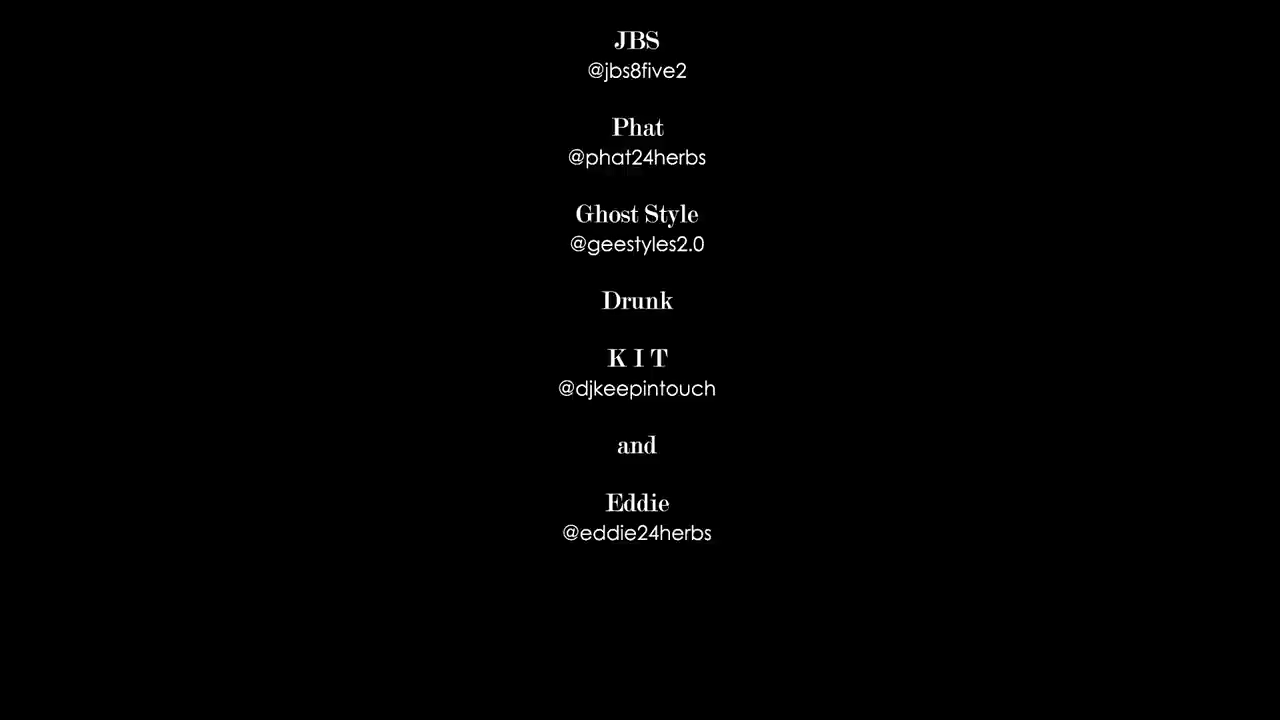 JBS
@jbs8five2
Phat
@phat24herbs
Ghost Style
@geestyles2.0
Drunk
K I T
@djkeepintouch
and
Eddie
@eddie24herbs